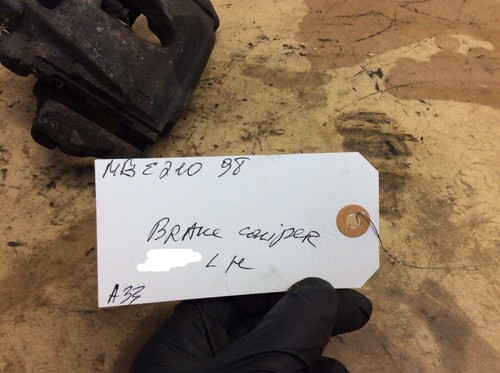 MB E210 98
BRAKE caliper
L H
A33